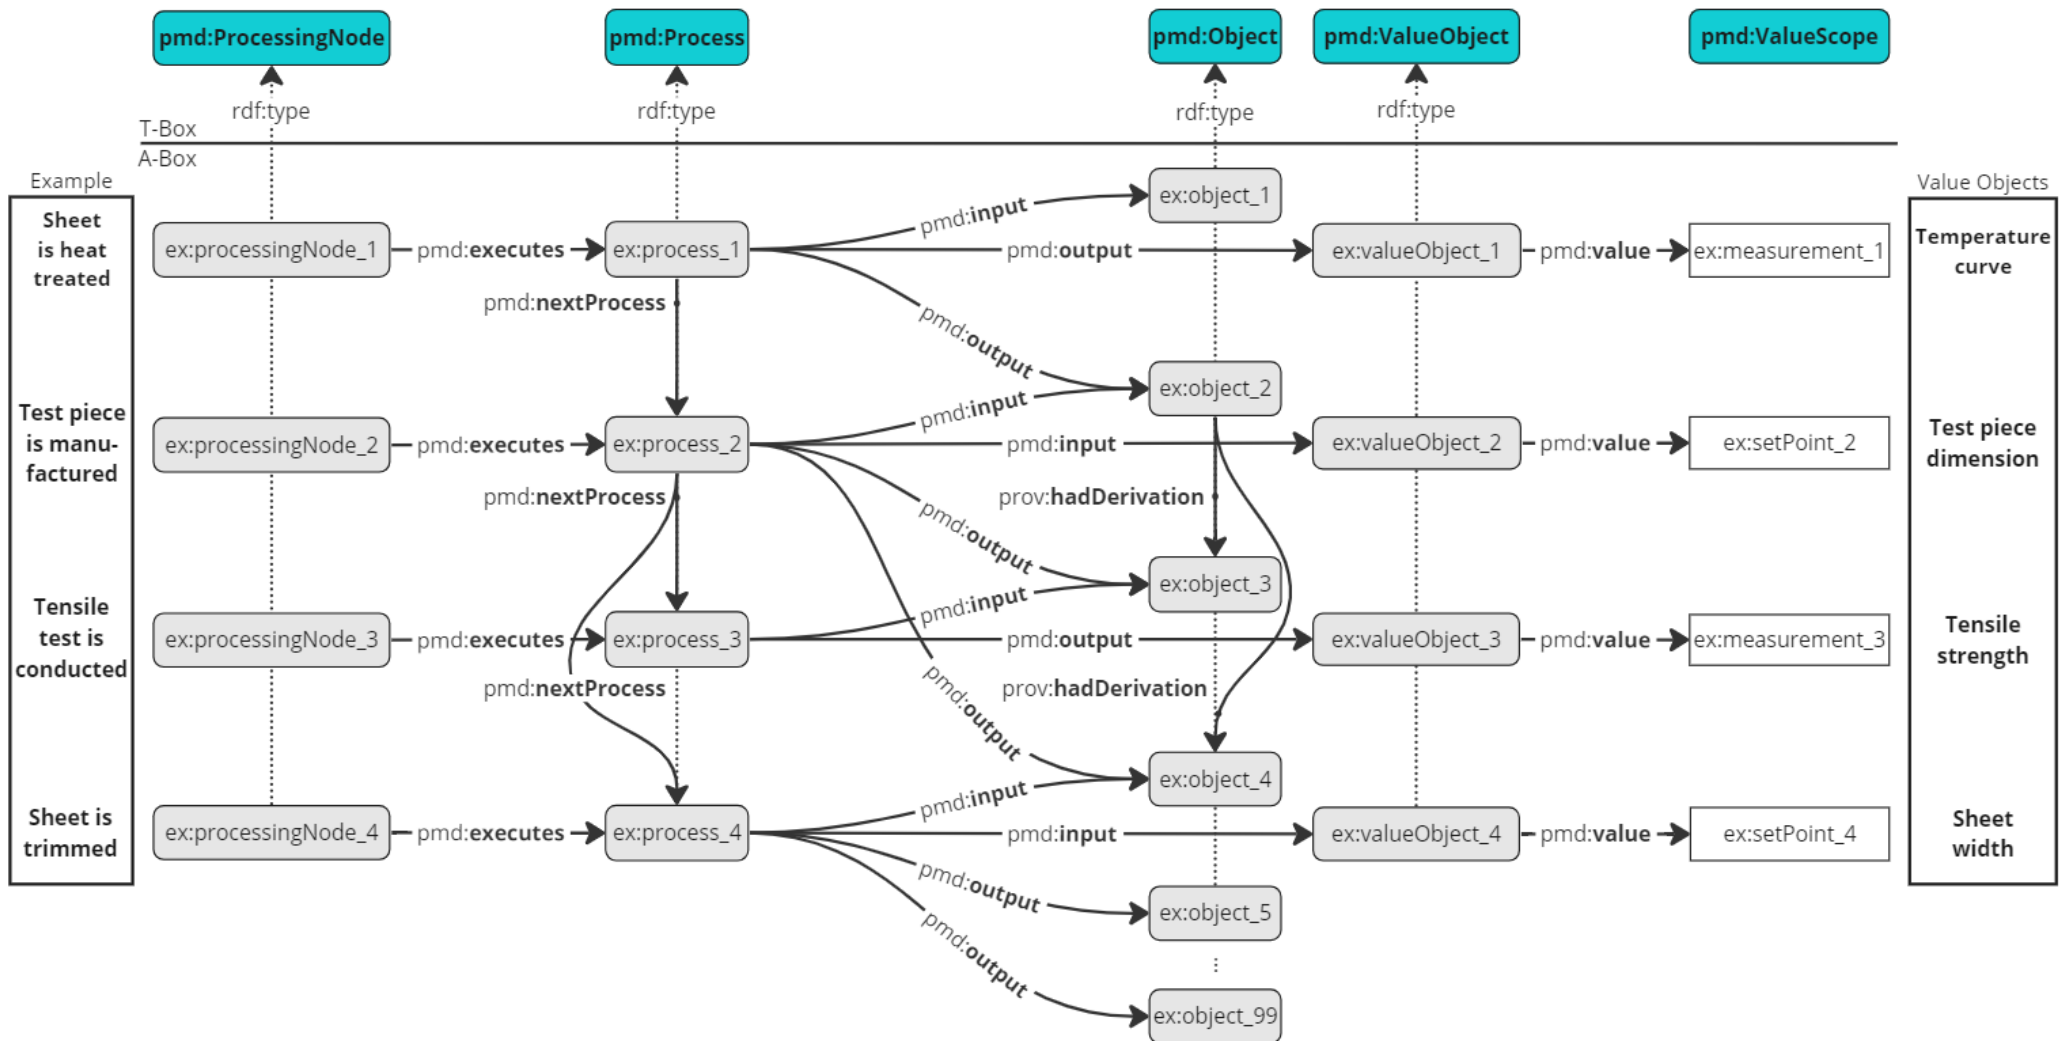 pmd:ProcessingNode
pmd:Process
pmd:Object
pmd:ValueObject
pmd:ValueScope
rdf:type
rdf:type
rdf:type
rdf:type
T-Box
A-Box
Example
Value Objects
Sheet
is heat
treated
ex:processingNode_1
pmd:executes
ex:process_1
pmd:input
ex:object_1
pmd:output
ex:valueObject_1
pmd:value
ex:measurement_1
Temperature
curve
pmd:nextProcess
pmd:output
Test piece
is manu-
factured
ex:processingNode_2
pmd:executes
ex:process_2
pmd:input
ex:object_2
pmd:input
ex:valueObject_2
pmd:value
ex:setPoint_2
Test piece
dimension
pmd:nextProcess
prov:hadDerivation
pmd:output
Tensile
test is
conducted
ex:processingNode_3
pmd:executes
ex:process_3
pmd:input
ex:object_3
pmd:output
ex:valueObject_3
pmd:value
ex:measurement_3
Tensile
strength
pmd:nextProcess
prov:hadDerivation
pmd:output
Sheet is
trimmed
ex:processingNode_4
pmd:executes
ex:process_4
pmd:input
ex:object_4
pmd:input
ex:valueObject_4
pmd:value
ex:setPoint_4
Sheet
width
pmd:output
ex:object_5
pmd:output
ex:object_99